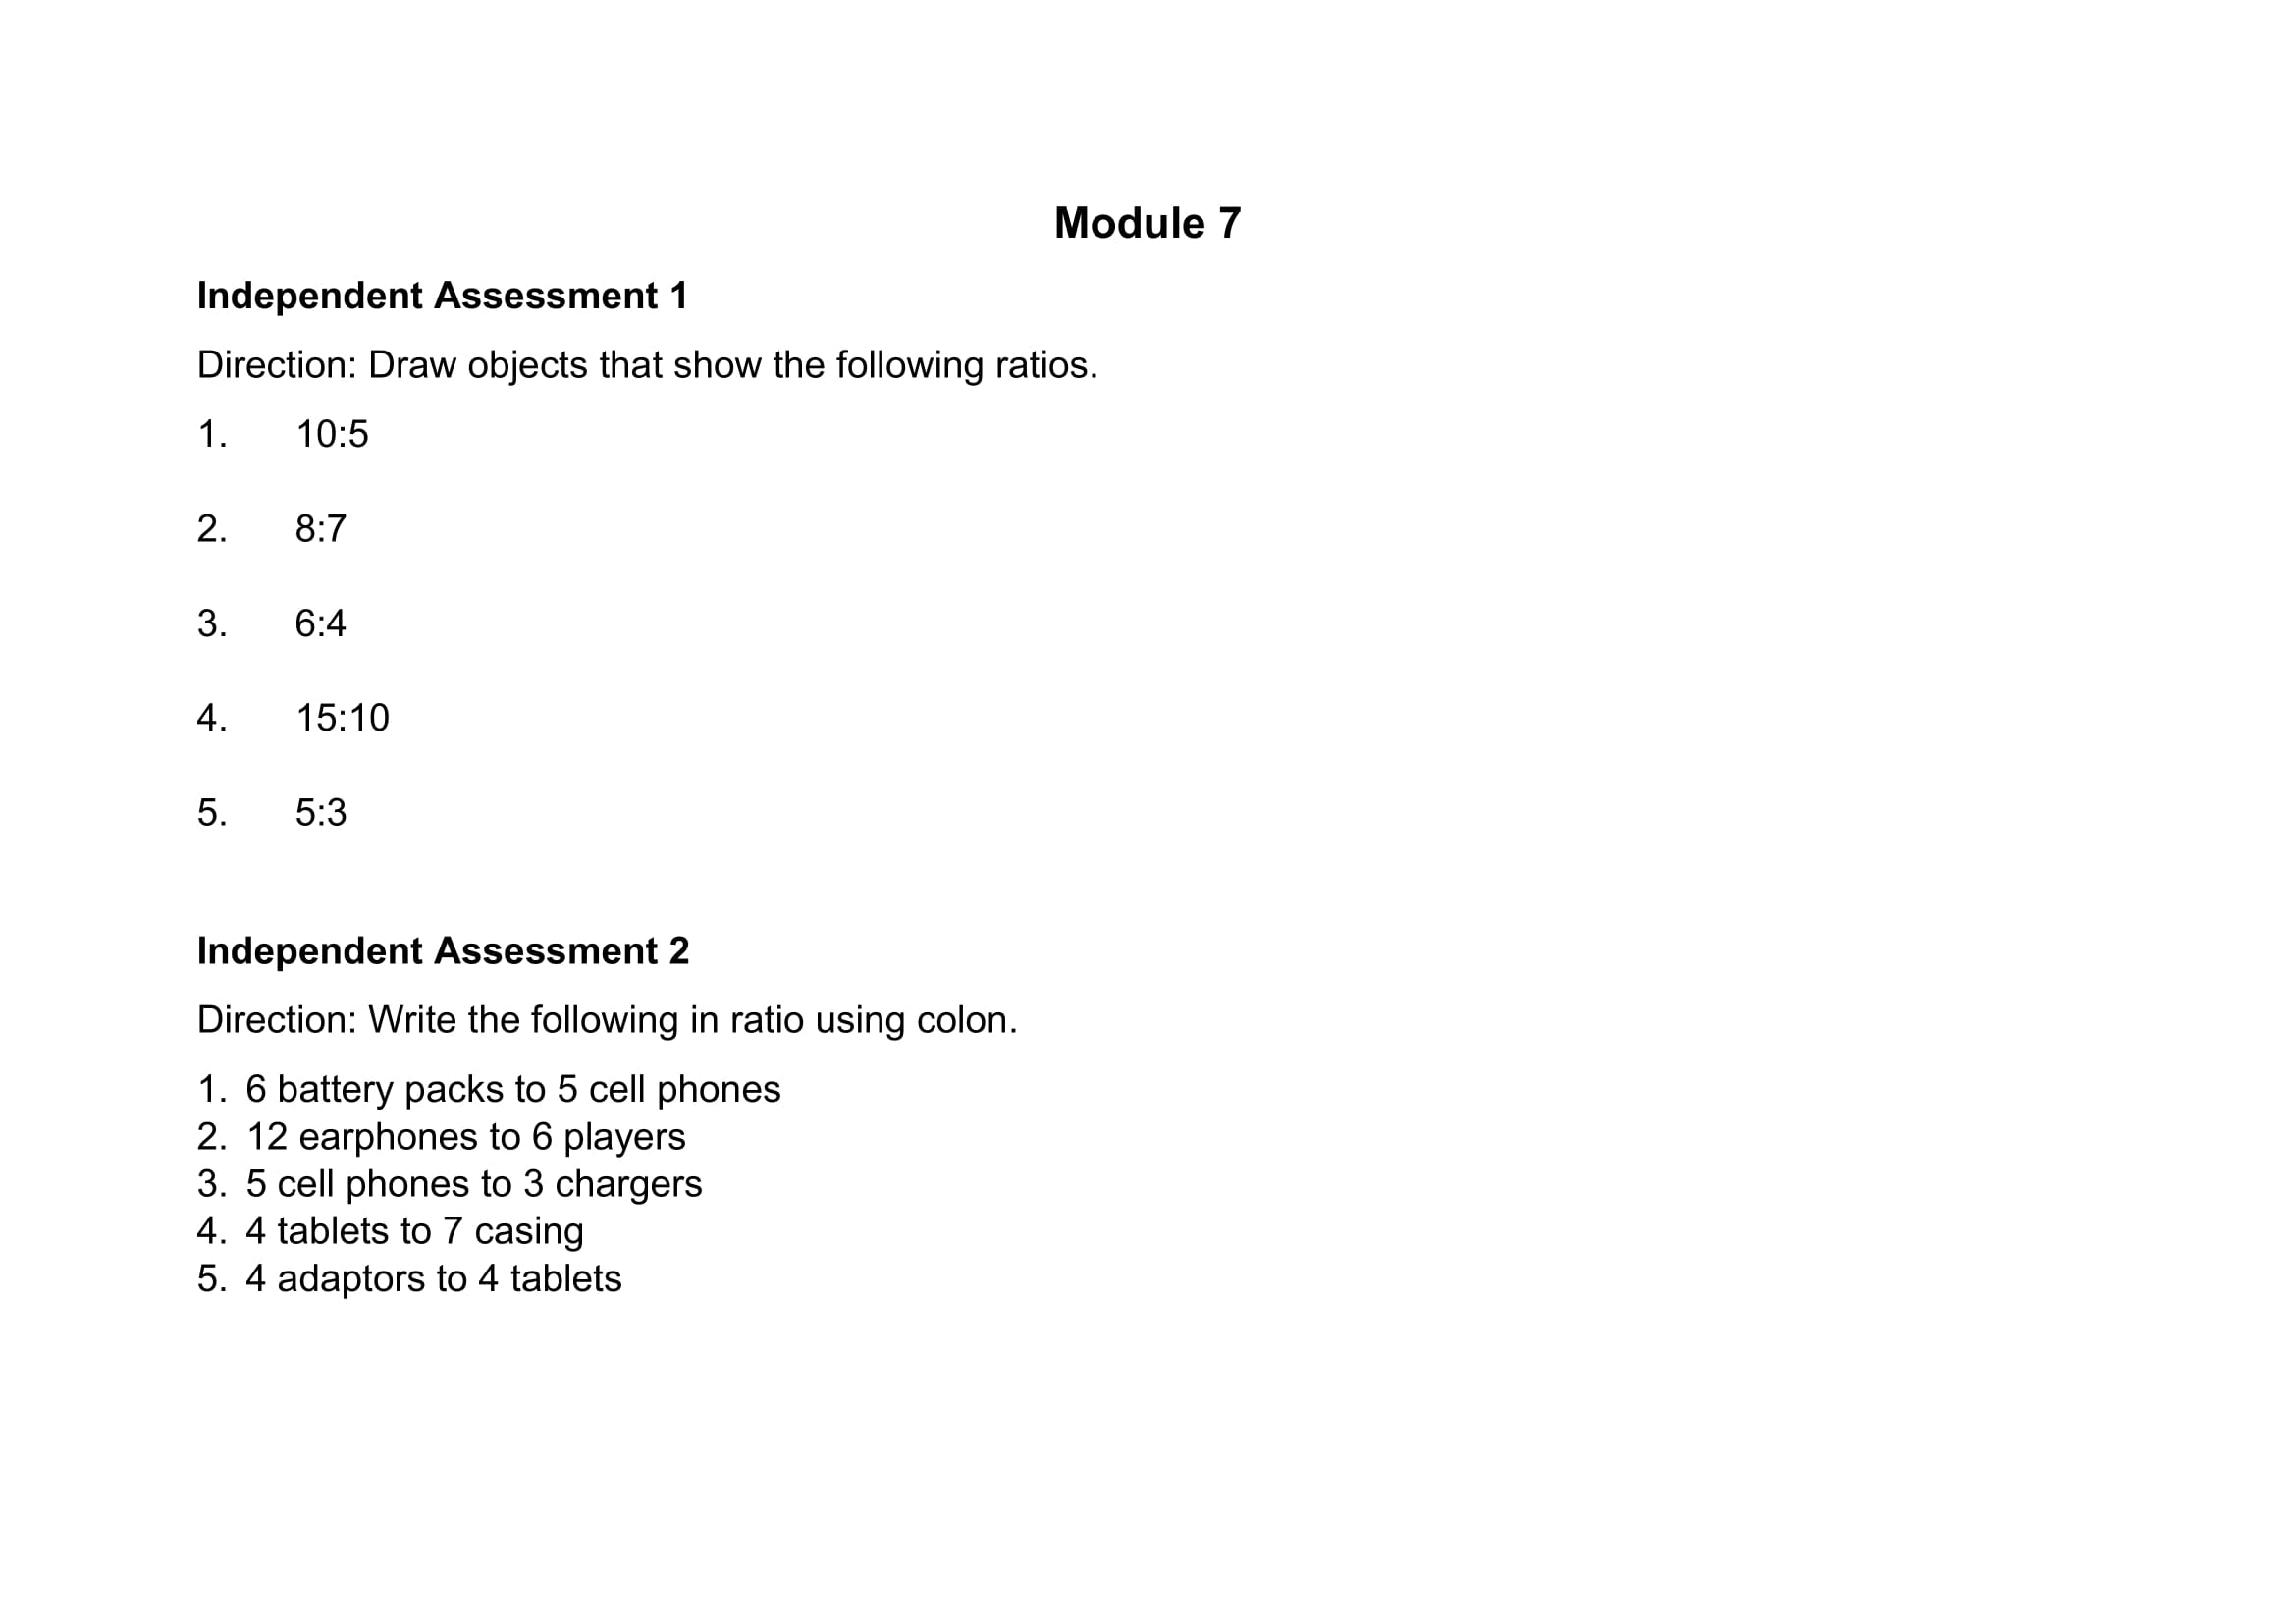 Module 7
Independent Assessment 1
Direction: Draw objects that show the following ratios.
1. 10:5
2. 8:7
3. 6:4
4. 15:10
5. 5:3
Independent Assessment 2
Direction: Write the following in ratio using colon.
1. 6 battery packs to 5 cell phones
2. 12 earphones to 6 players
3. 5 cell phones to 3 chargers
4. 4 tablets to 7 casing
5. 4 adaptors to 4 tablets